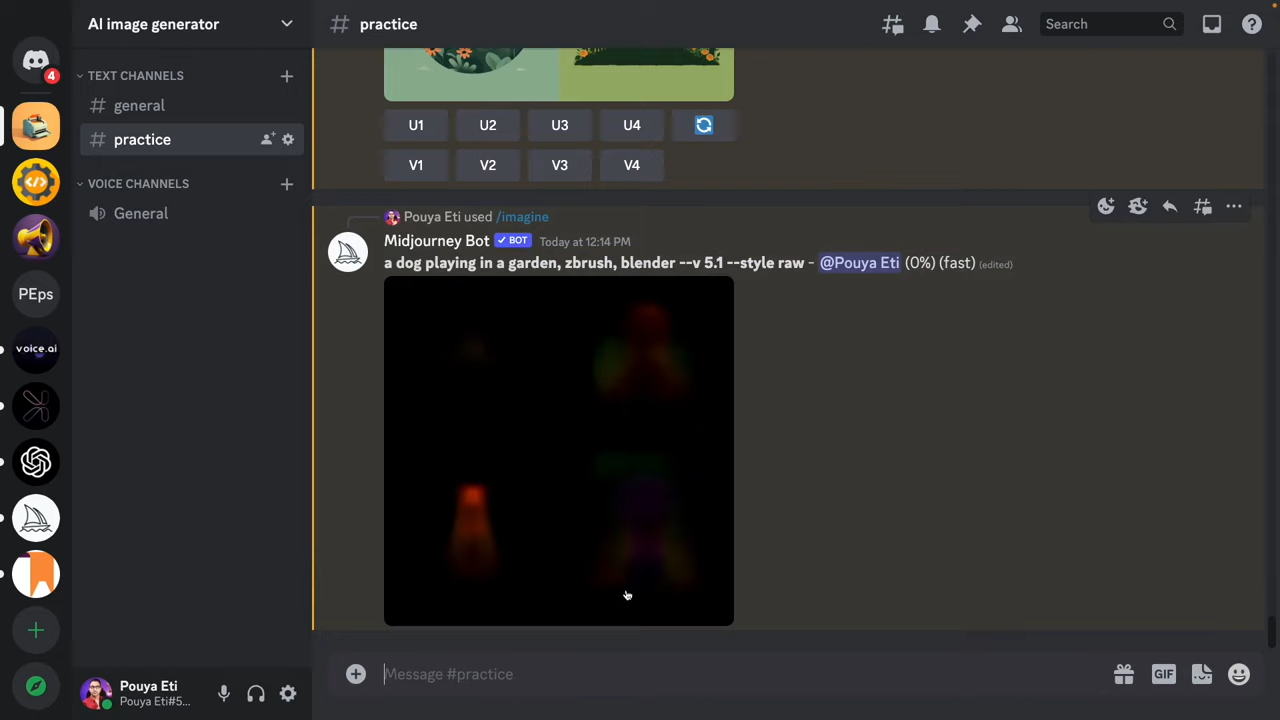 AI image generator
# practice
Search
4
TEXT CHANNELS
general
practice
VOICE CHANNELS
General
PEps
voice.ai
U1 U2 U3 U4
V1 V2 V3 V4
Pouya Eti used /imagine
Midjourney Bot ✓ BOT Today at 12:14 PM
a dog playing in a garden, zbrush, blender --v 5.1 --style raw - @Pouya Eti (0%) (fast) (edited)
Message #practice
GIF
Pouya Eti
Pouya Eti#5...